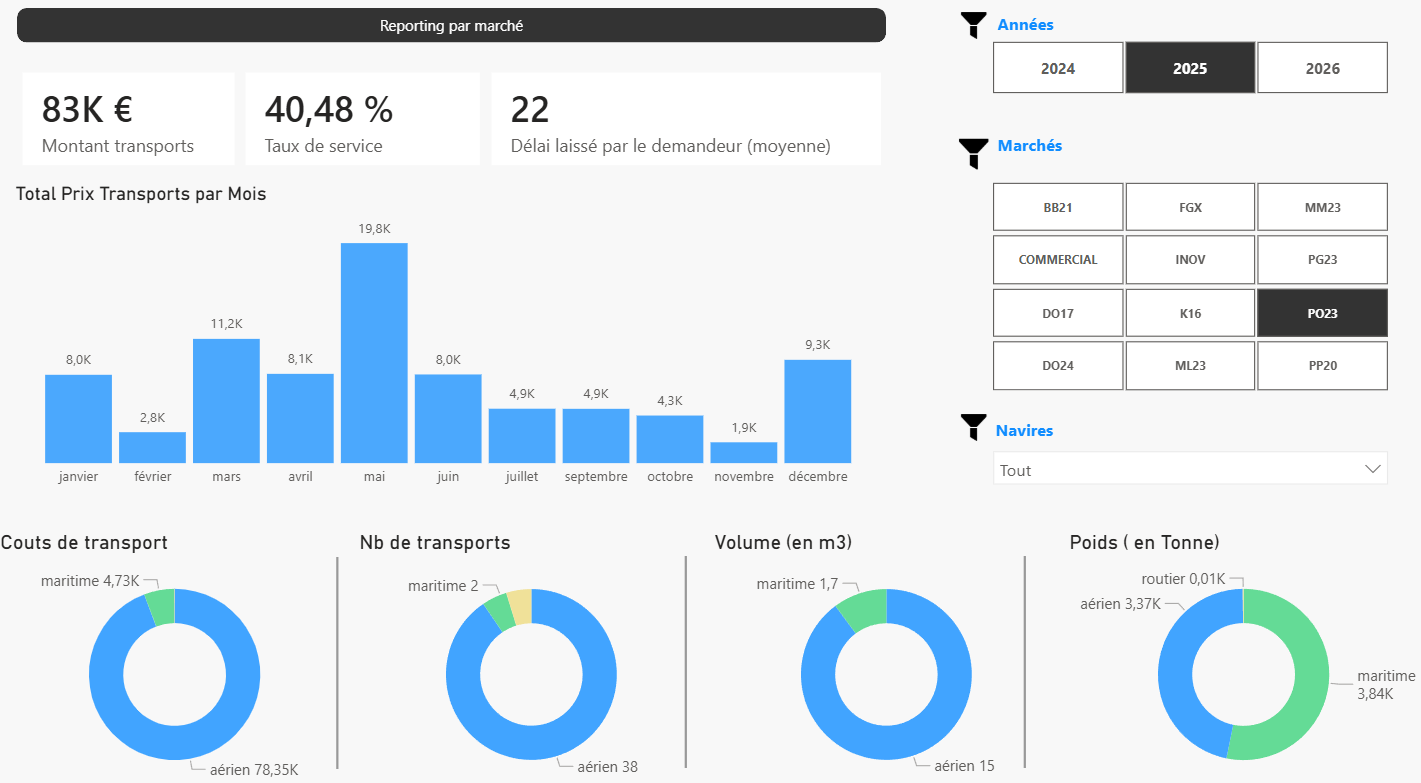 Reporting par marché
83K €
Montant transports
40,48 %
Taux de service
22
Délai laissé par le demandeur (moyenne)
Total Prix Transports par Mois
8,0K
2,8K
11,2K
8,1K
19,8K
8,0K
4,9K
4,9K
4,3K
1,9K
9,3K
janvier
février
mars
avril
mai
juin
juillet
septembre
octobre
novembre
décembre
Années
2024
2025
2026
Marchés
BB21
FGX
MM23
COMMERCIAL
INOV
PG23
DO17
K16
PO23
DO24
ML23
PP20
Navires
Tout
Couts de transport
maritime 4,73K
aérien 78,35K
Nb de transports
maritime 2
aérien 38
Volume (en m3)
maritime 1,7
aérien 15
Poids ( en Tonne)
routier 0,01K
aérien 3,37K
maritime
3,84K